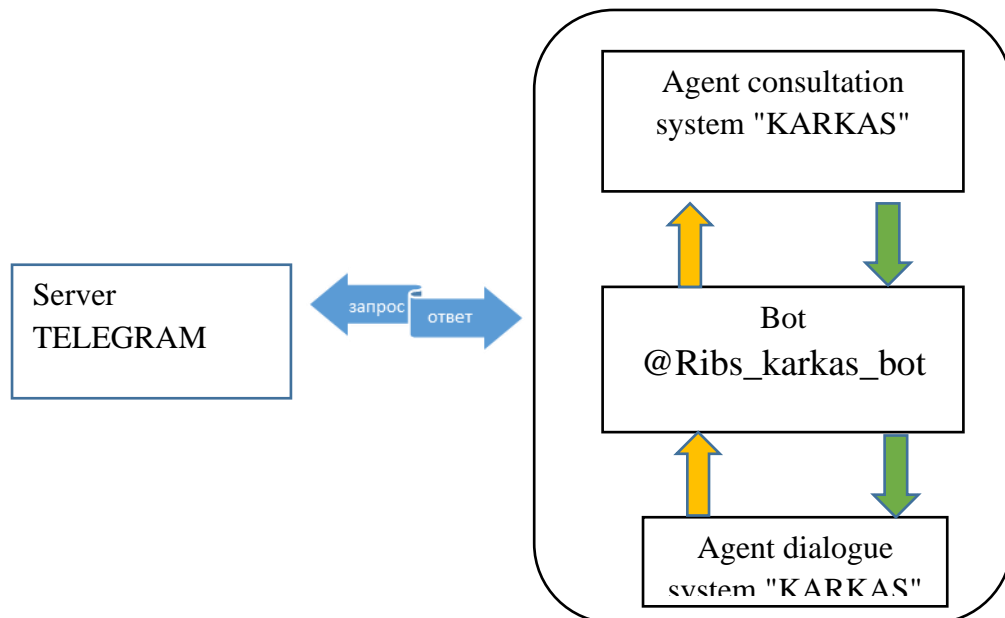 Agent consultation
system "KARKAS"
Server
TELEGRAM
запрос
ответ
Bot
@Ribs_karkas_bot
Agent dialogue
system "KARKAS"